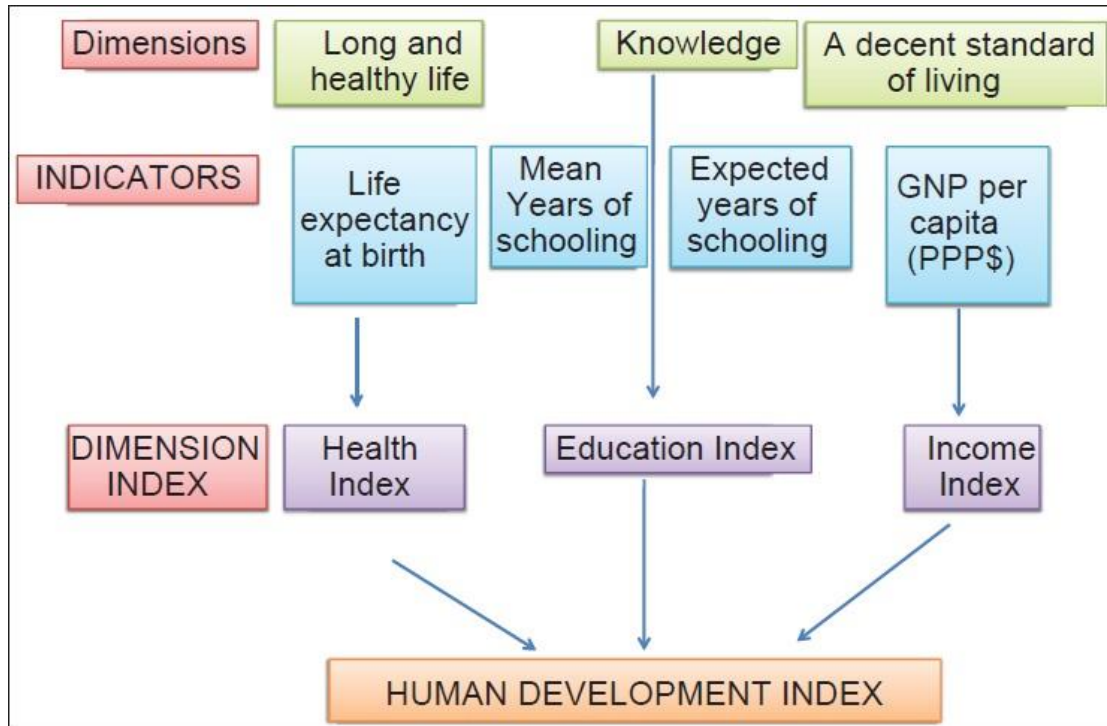 Dimensions
Long and
healthy life
Knowledge
A decent standard
of living
INDICATORS
Life
expectancy
at birth
Mean
Years of
schooling
Expected
years of
schooling
GNP per
capita
(PPP$)
DIMENSION
INDEX
Health
Index
Education Index
Income
Index
HUMAN DEVELOPMENT INDEX